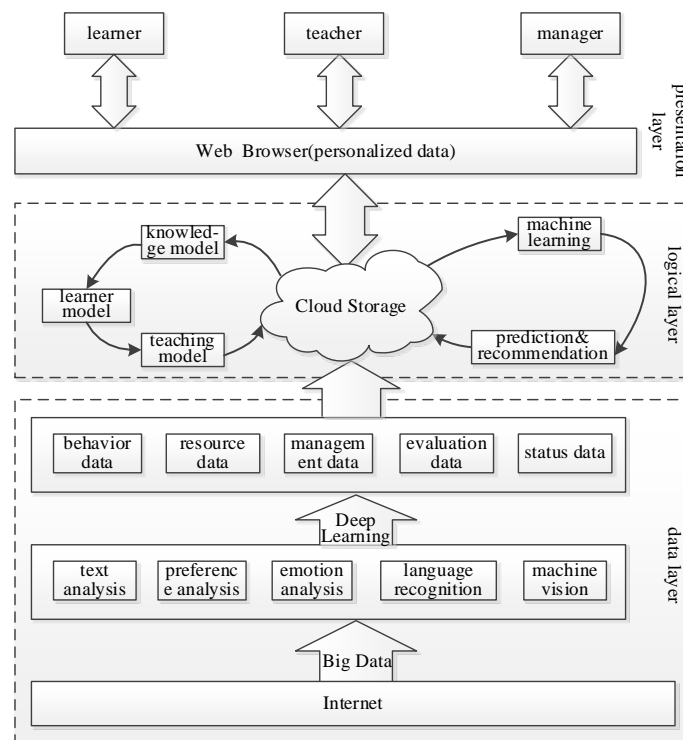 learner
teacher
manager
presentation
layer
Web Browser(personalized data)
knowled-
ge model
machine
learning
learner
model
Cloud Storage
teaching
model
prediction&
recommendation
logical layer
behavior
data
resource
data
managem
ent data
evaluation
data
status data
Deep
Learning
text
analysis
preferenc
e analysis
emotion
analysis
language
recognition
machine
vision
data layer
Big Data
Internet